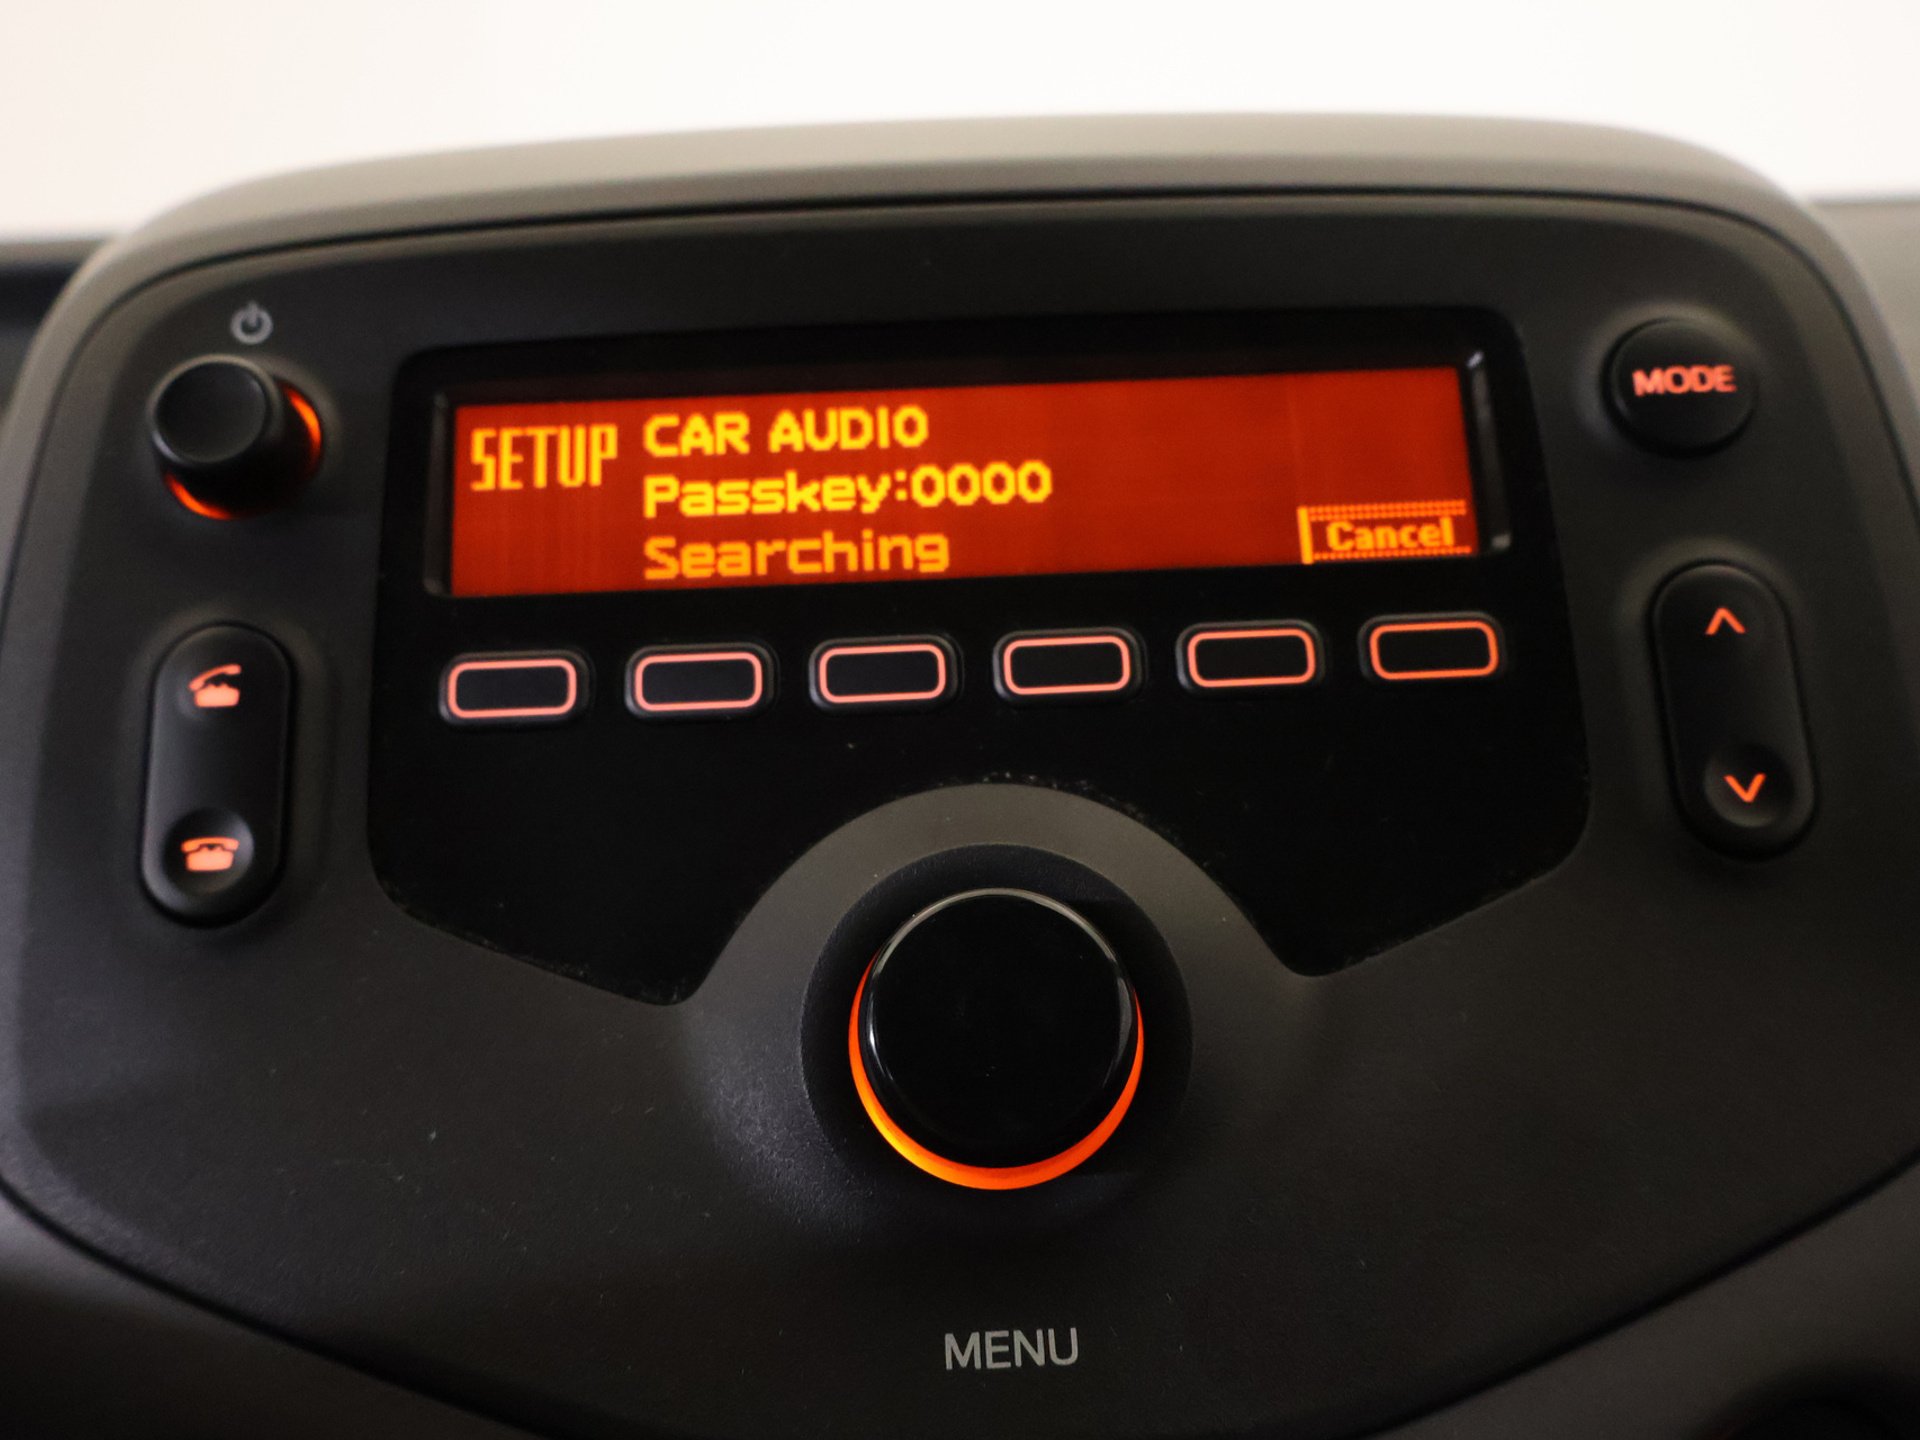 SETUP CAR AUDIO
Passkey:0000
Searching
Cancel
MODE
MENU